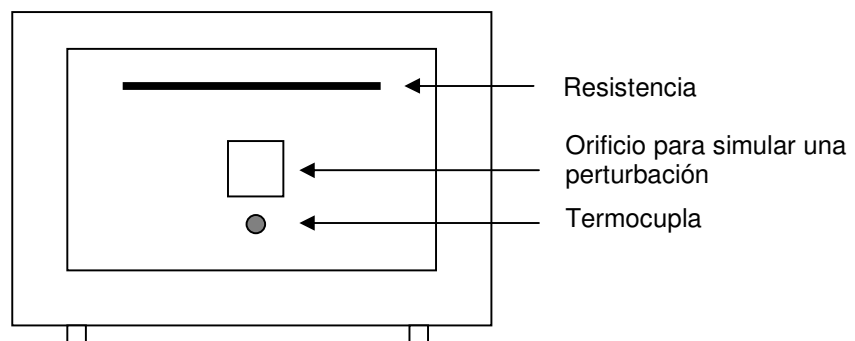 Resistencia
Orificio para simular una
perturbación
Termocupla